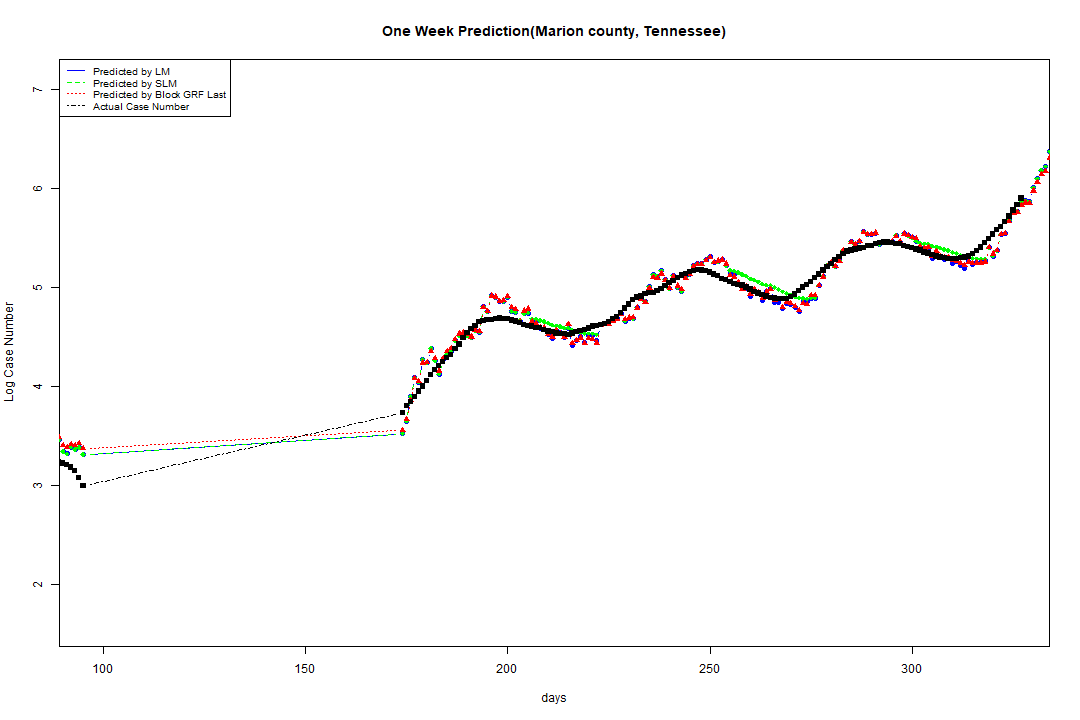 One Week Prediction(Marion county, Tennessee)
Predicted by LM
Predicted by SLM
Predicted by Block GRF Last
Actual Case Number
7
6
5
4
3
2
Log Case Number
100 150 200 250 300
days